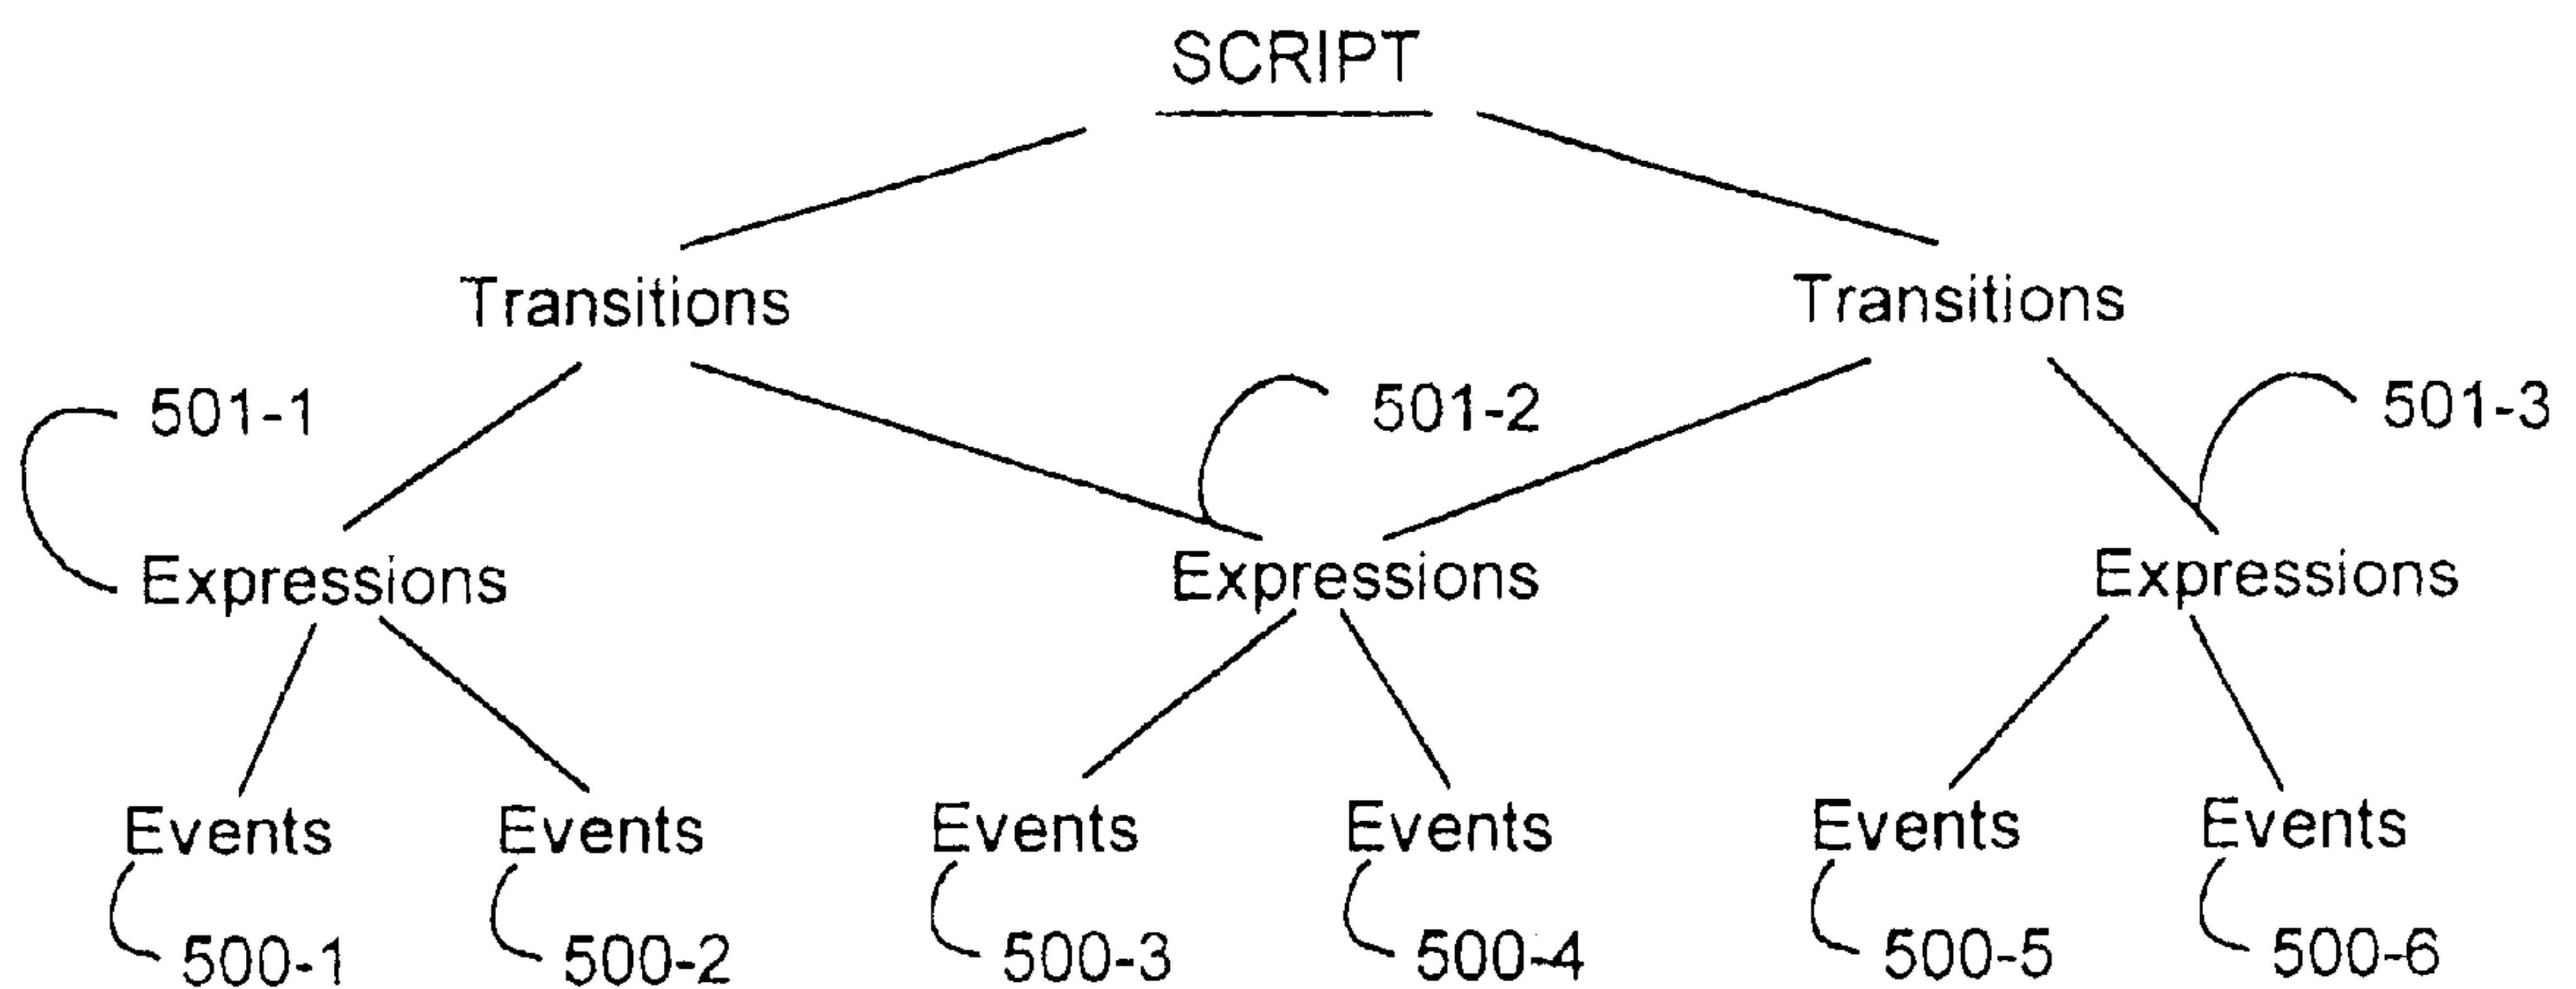 SCRIPT
Transitions Transitions
501-1 501-2 501-3
Expressions Expressions Expressions
Events Events Events Events Events Events
500-1 500-2 500-3 500-4 500-5 500-6